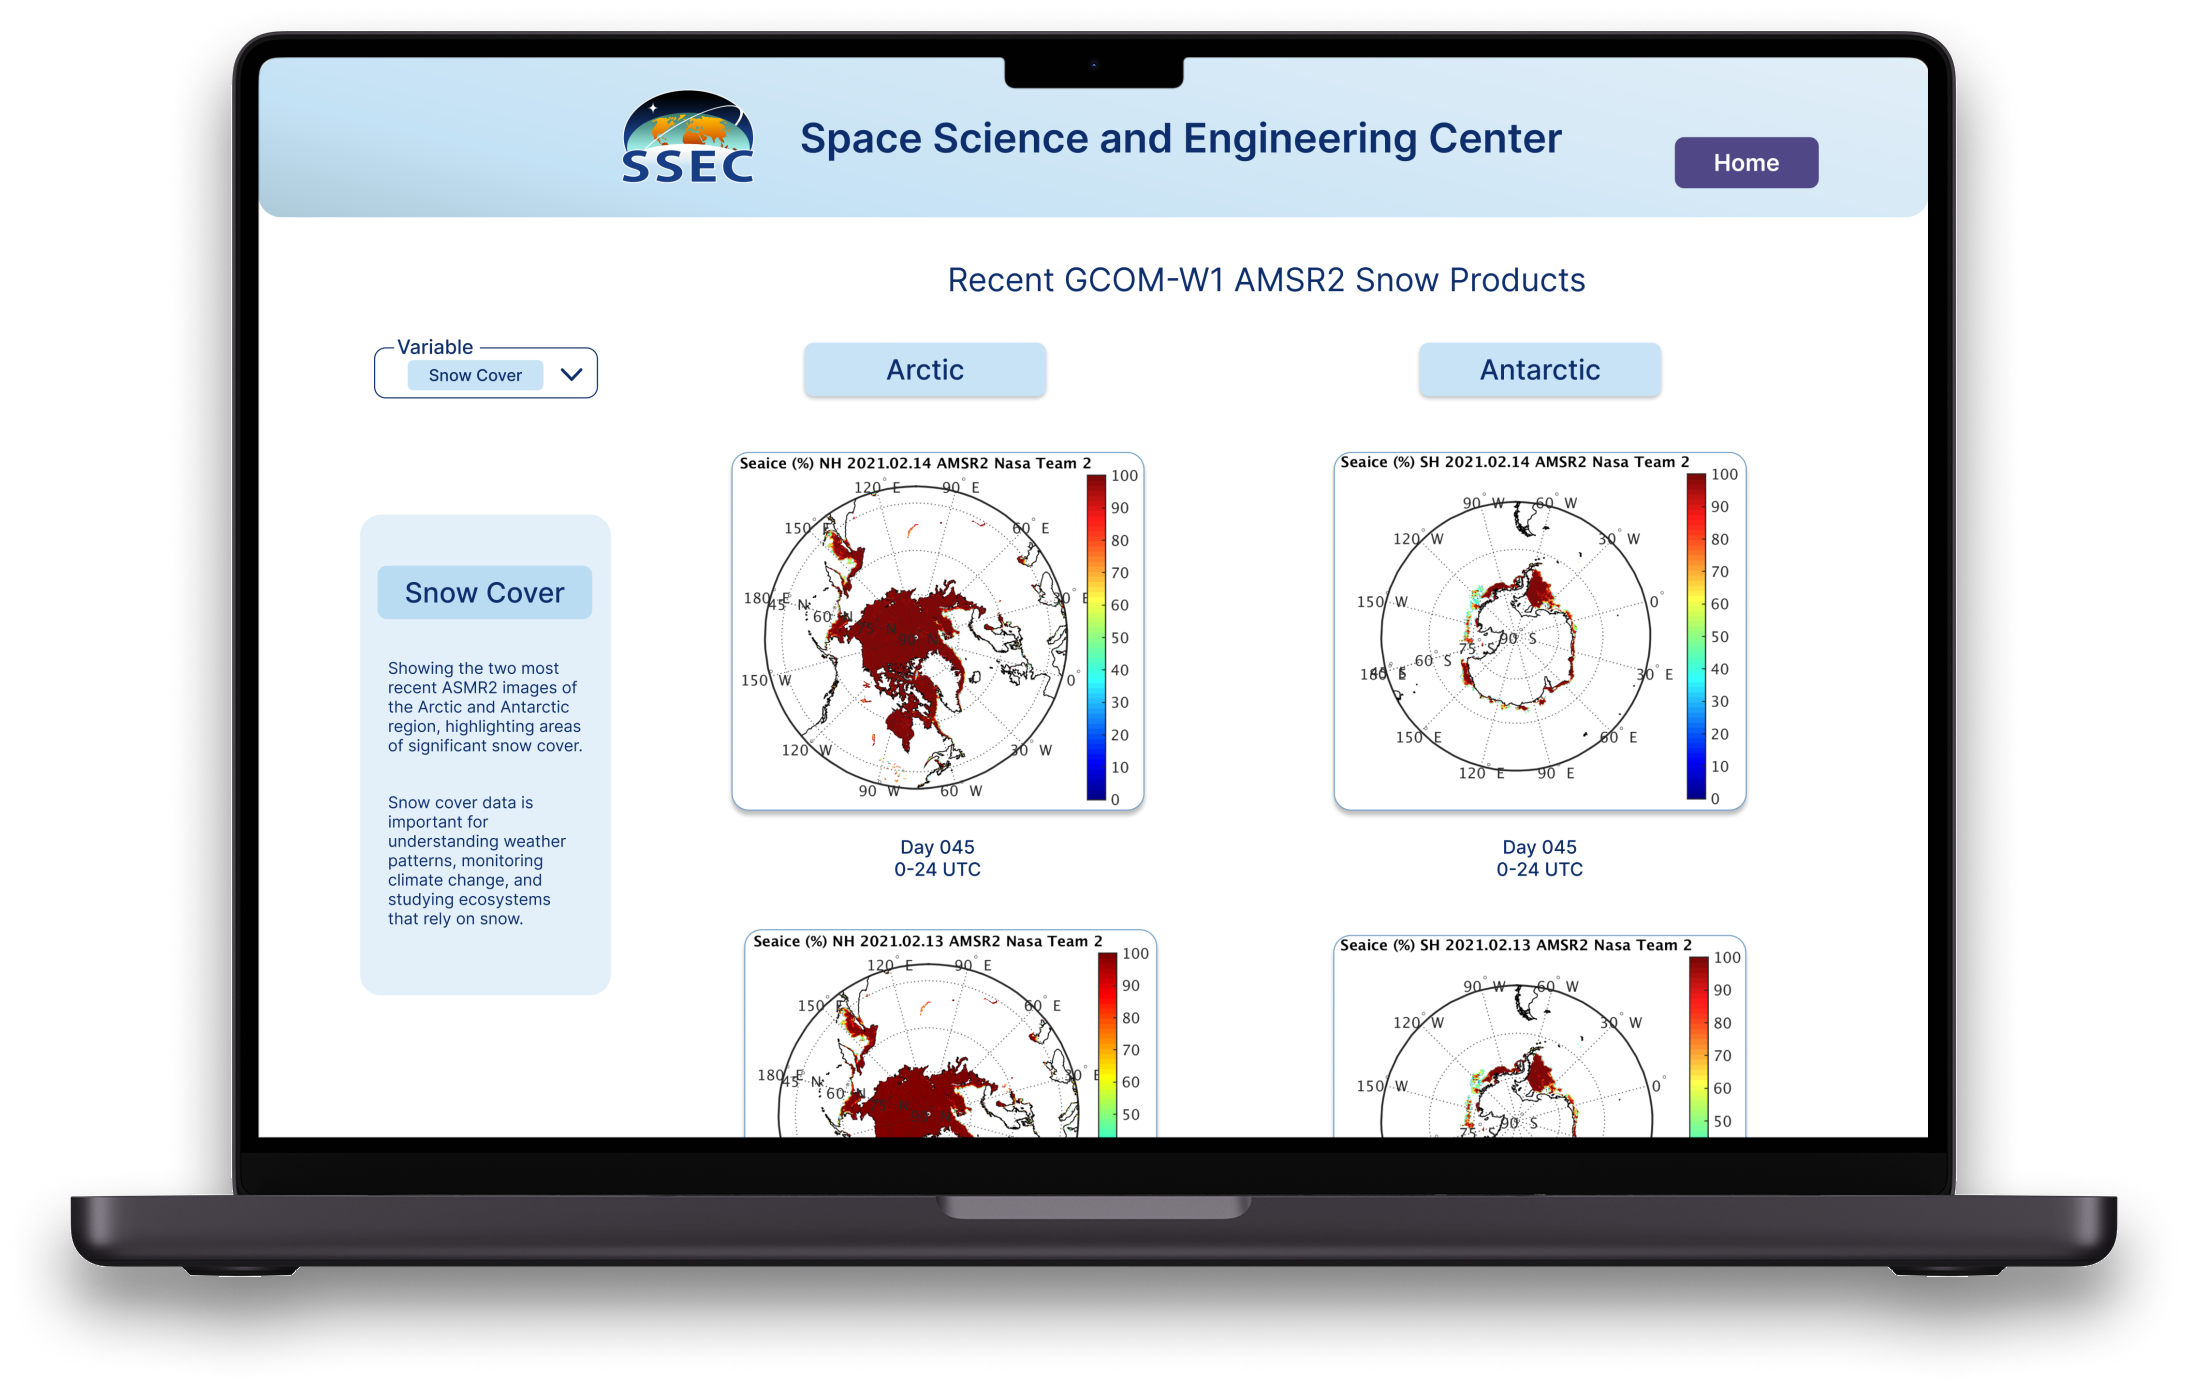 SSEC
Space Science and Engineering Center
Home
Recent GCOM-W1 AMSR2 Snow Products
Variable
Snow Cover
Arctic
Antarctic
Snow Cover
Showing the two most
recent ASMR2 images of
the Arctic and Antarctic
region, highlighting areas
of significant snow cover.
Snow cover data is
important for
understanding weather
patterns, monitoring
climate change, and
studying ecosystems
that rely on snow.
Seaice (%) NH 2021.02.14 AMSR2 Nasa Team 2
120° E
90° E
150° E
60° E
180° E
45° N
60° N
75° N
90° N
30° E
150° W
0°
120° W
30° W
90° W
60° W
100
90
80
70
60
50
40
30
20
10
0
Day 045
0-24 UTC
Seaice (%) SH 2021.02.14 AMSR2 Nasa Team 2
90° W
60° W
120° W
30° W
150° W
0°
90° S
75° S
60° S
30° E
150° E
60° E
120° E
90° E
100
90
80
70
60
50
40
30
20
10
0
Day 045
0-24 UTC
Seaice (%) NH 2021.02.13 AMSR2 Nasa Team 2
120° E
90° E
150° E
60° E
180° E
45° N
60° N
75° N
90° N
30° E
100
90
80
70
60
50
Seaice (%) SH 2021.02.13 AMSR2 Nasa Team 2
90° W
60° W
120° W
30° W
150° W
0°
75° S
90° S
100
90
80
70
60
50